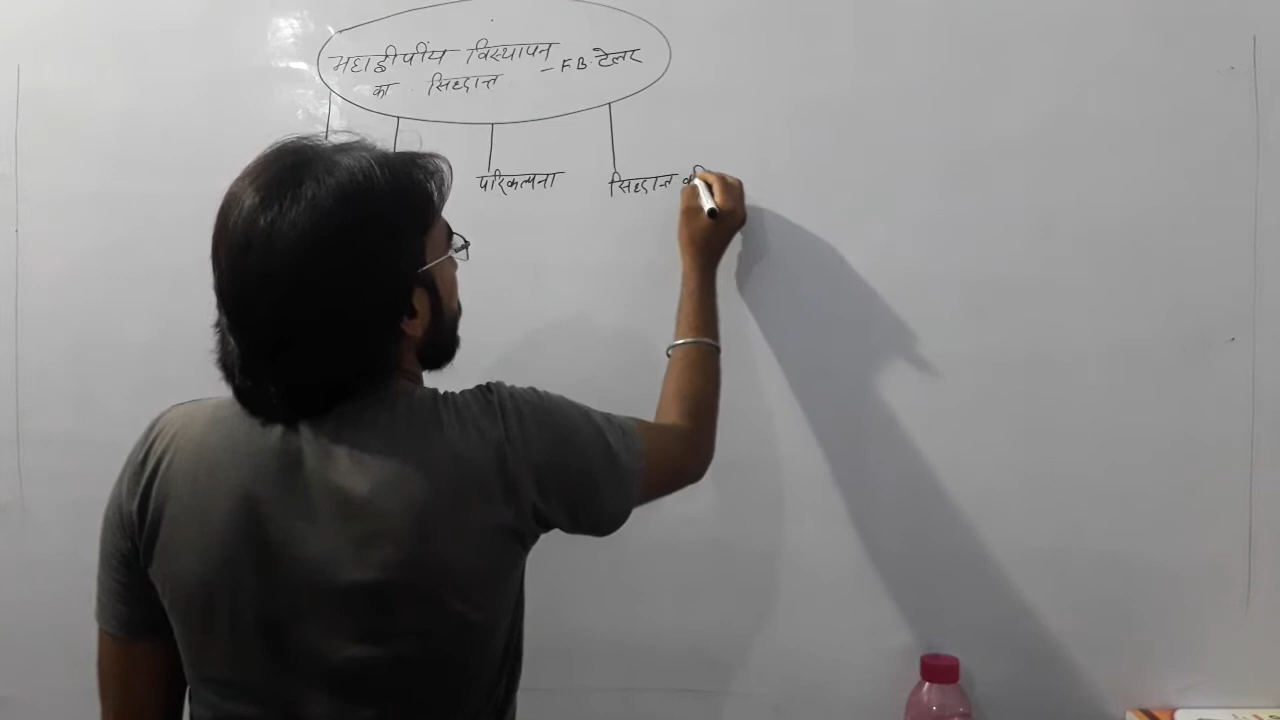 महाद्वीपीय विस्थापन
का सिद्धान्त - F.B. टेलर
परिकल्पना
सिद्धान्त